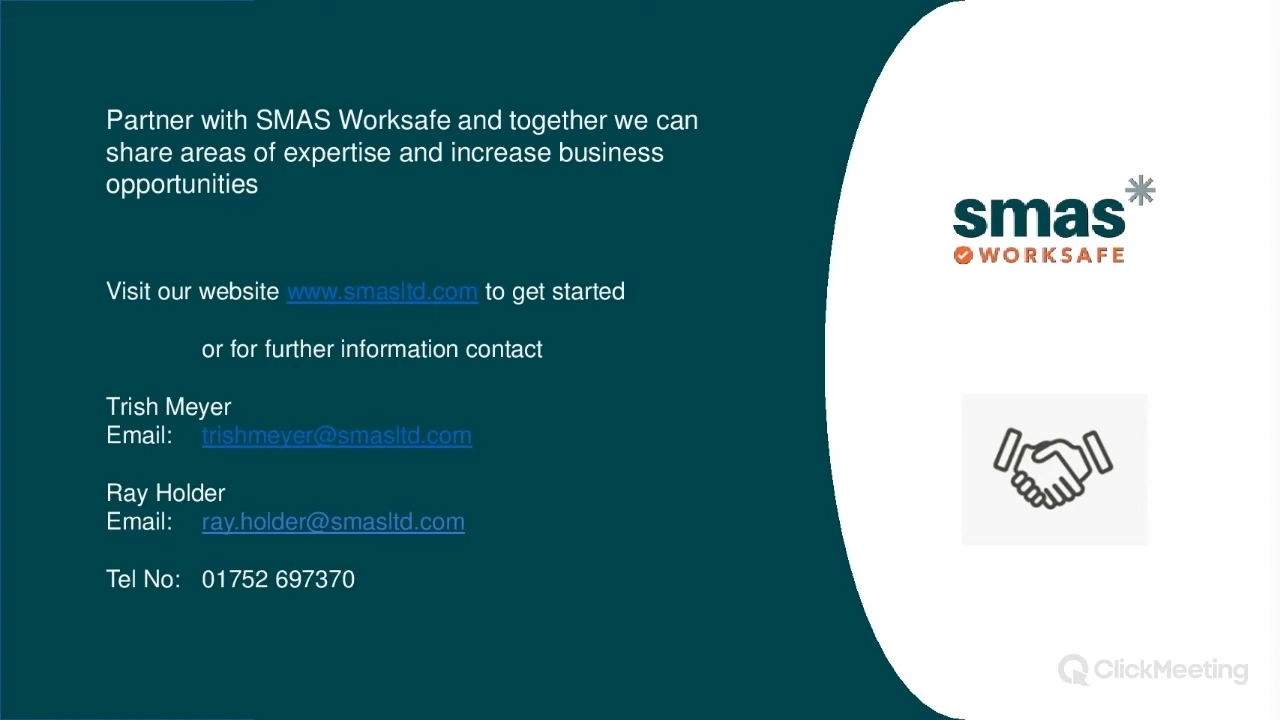 Partner with SMAS Worksafe and together we can
share areas of expertise and increase business
opportunities
Visit our website www.smasltd.com to get started
or for further information contact
Trish Meyer
Email: trishmeyer@smasltd.com
Ray Holder
Email: ray.holder@smasltd.com
Tel No: 01752 697370
smas
WORKSAFE
ClickMeeting